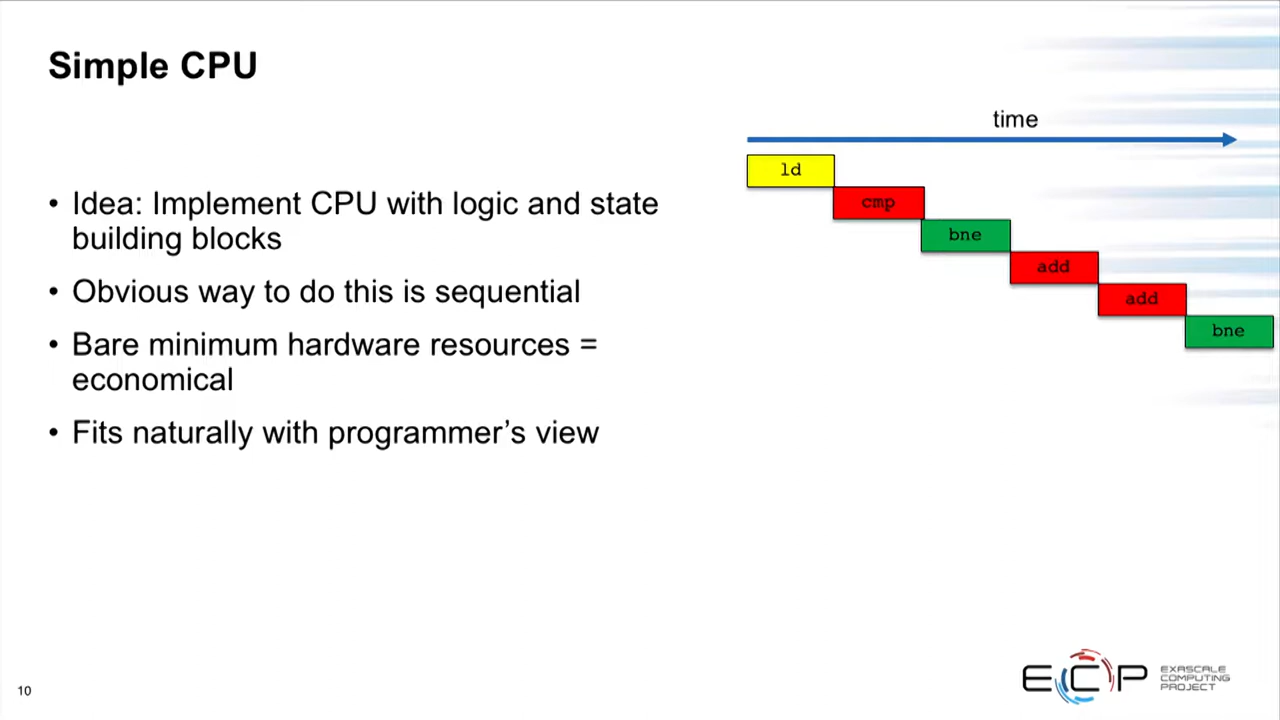 Simple CPU
• Idea: Implement CPU with logic and state
building blocks
• Obvious way to do this is sequential
• Bare minimum hardware resources =
economical
• Fits naturally with programmer’s view
time
ld
cmp
bne
add
add
bne
10
ECP
EXASCALE
COMPUTING
PROJECT